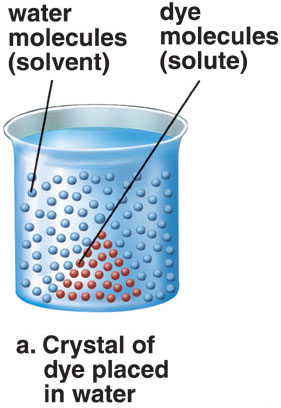 water
molecules
(solvent)
dye
molecules
(solute)
a. Crystal of
dye placed
in water